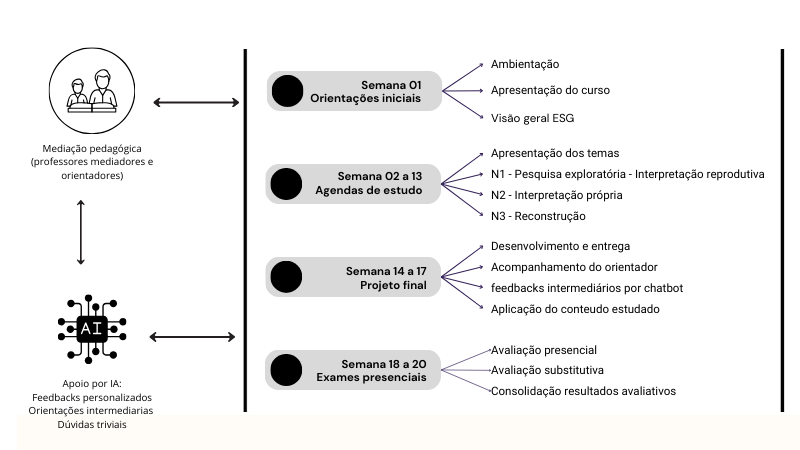 Mediação pedagógica
(professores mediadores e
orientadores)
AI
Apoio por IA:
Feedbacks personalizados
Orientações intermediarias
Dúvidas triviais
Semana 01
Orientações iniciais
Ambientação
Apresentação do curso
Visão geral ESG
Semana 02 a 13
Agendas de estudo
Apresentação dos temas
N1 - Pesquisa exploratória - Interpretação reprodutiva
N2 - Interpretação própria
N3 - Reconstrução
Semana 14 a 17
Projeto final
Desenvolvimento e entrega
Acompanhamento do orientador
feedbacks intermediários por chatbot
Aplicação do conteudo estudado
Semana 18 a 20
Exames presenciais
Avaliação presencial
Avaliação substitutiva
Consolidação resultados avaliativos